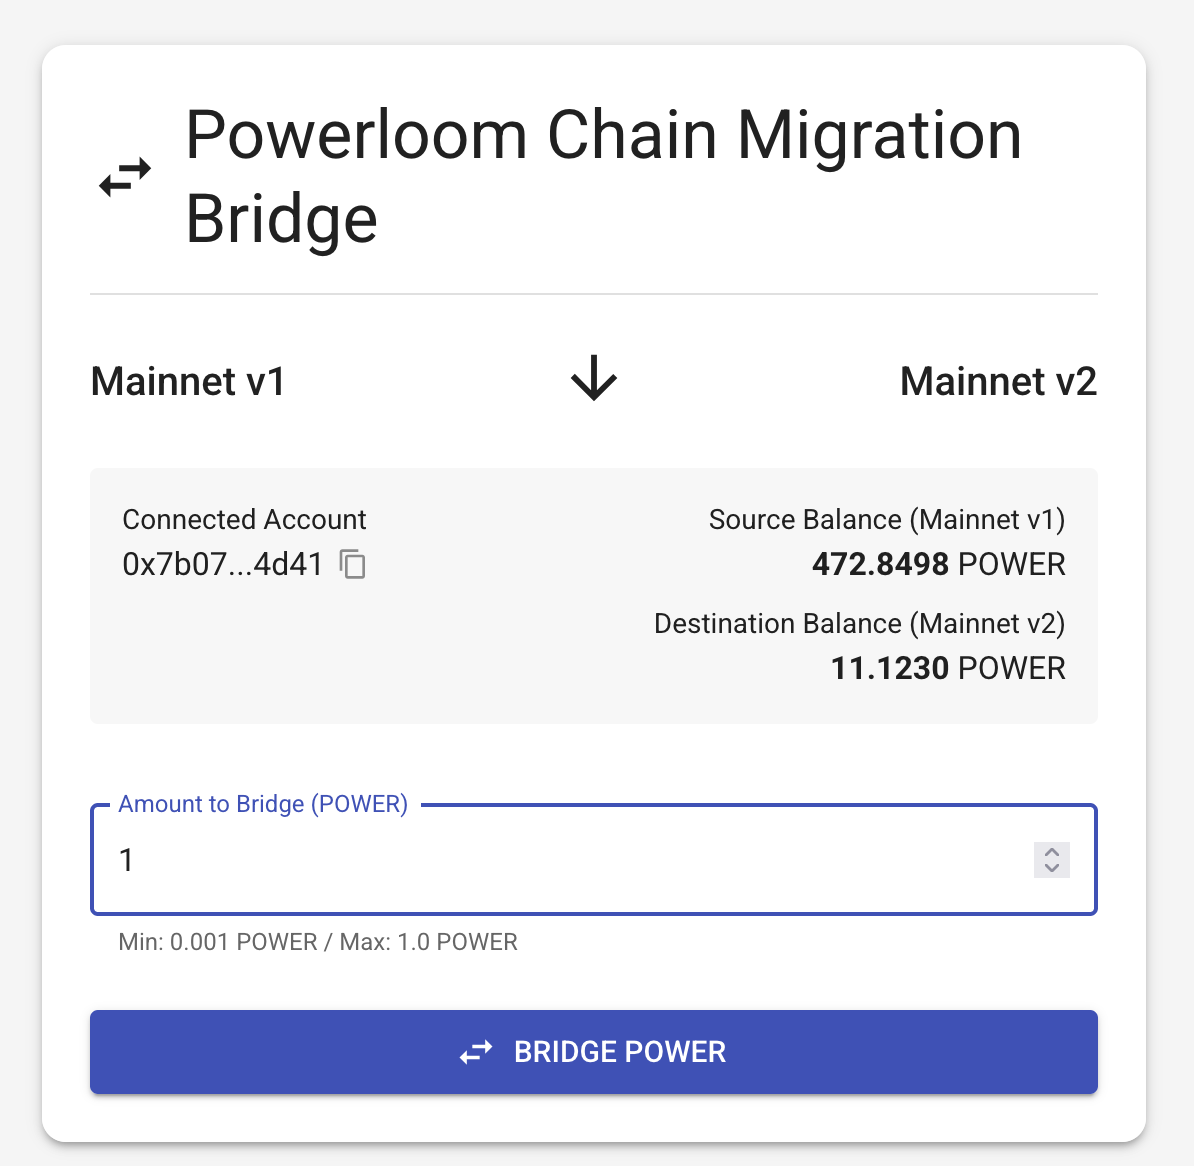 Powerloom Chain Migration
Bridge
Mainnet v1
Mainnet v2
Connected Account
0x7b07...4d41
Source Balance (Mainnet v1)
472.8498 POWER
Destination Balance (Mainnet v2)
11.1230 POWER
Amount to Bridge (POWER)
1
Min: 0.001 POWER / Max: 1.0 POWER
BRIDGE POWER